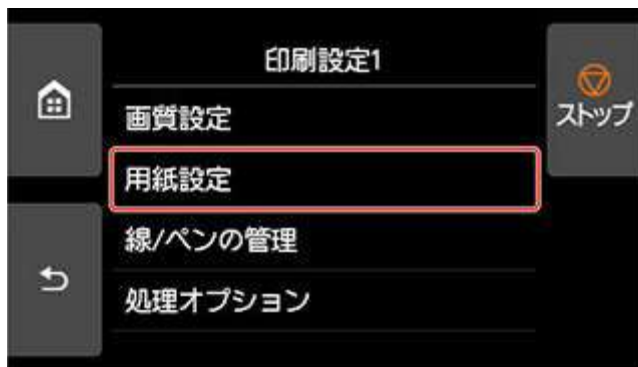 印刷設定1
画質設定
ストップ
用紙設定
線/ペンの管理
処理オプション